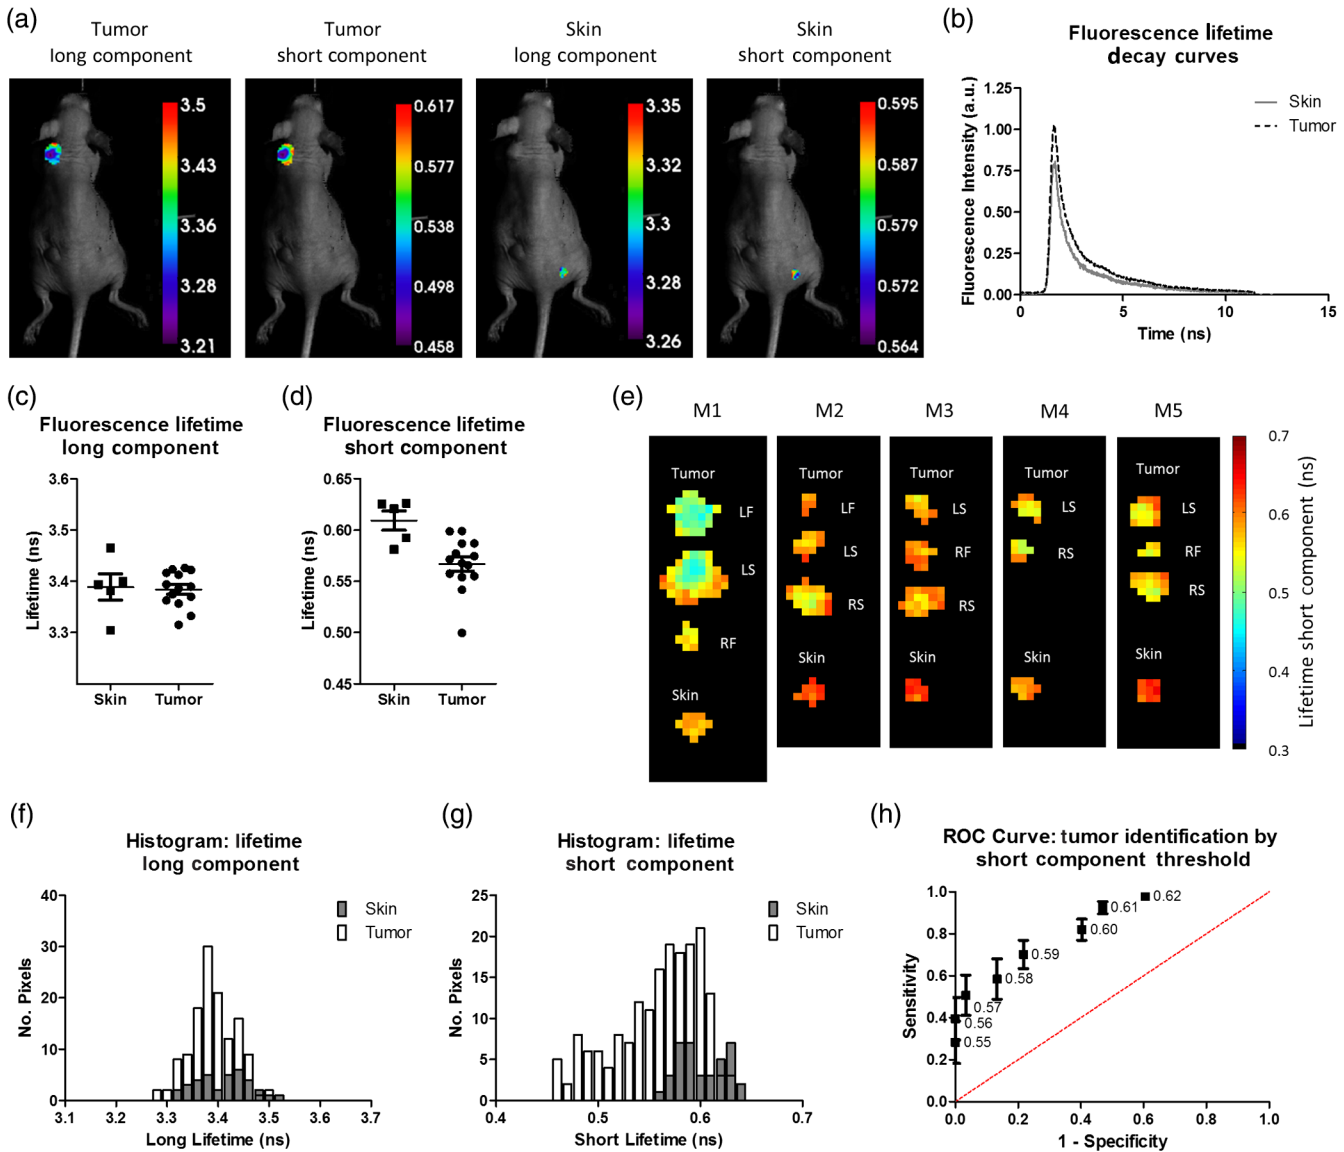 (a)
Tumor
long component
Tumor
short component
Skin
long component
Skin
short component
3.5
3.43
3.36
3.28
3.21
0.617
0.577
0.538
0.498
0.458
3.35
3.32
3.3
3.28
3.26
0.595
0.587
0.579
0.572
0.564
(b)
Fluorescence lifetime
decay curves
Fluorescence Intensity (a.u.)
1.25
1.00
0.75
0.50
0.25
0.00
0 5 10 15
Time (ns)
Skin
Tumor
(c)
Fluorescence lifetime
long component
Lifetime (ns)
3.6
3.5
3.4
3.3
Skin Tumor
(d)
Fluorescence lifetime
short component
Lifetime (ns)
0.65
0.60
0.55
0.50
0.45
Skin Tumor
(e)
M1 M2 M3 M4 M5
Tumor
LF
LS
RF
Skin
Tumor
LF
LS
RS
Skin
Tumor
LS
RF
RS
Skin
Tumor
LS
RS
Skin
Tumor
LS
RF
RS
Skin
0.7
0.6
0.5
0.4
0.3
Lifetime short component (ns)
(f)
Histogram: lifetime
long component
No. Pixels
40
30
20
10
0
3.1 3.2 3.3 3.4 3.5 3.6 3.7
Long Lifetime (ns)
Skin
Tumor
(g)
Histogram: lifetime
short component
No. Pixels
25
20
15
10
5
0
0.4 0.5 0.6 0.7
Short Lifetime (ns)
Skin
Tumor
(h)
ROC Curve: tumor identification by
short component threshold
Sensitivity
1.0
0.8
0.6
0.4
0.2
0.0
0.62
0.61
0.60
0.59
0.58
0.57
0.56
0.55
0.0 0.2 0.4 0.6 0.8 1.0
1 - Specificity